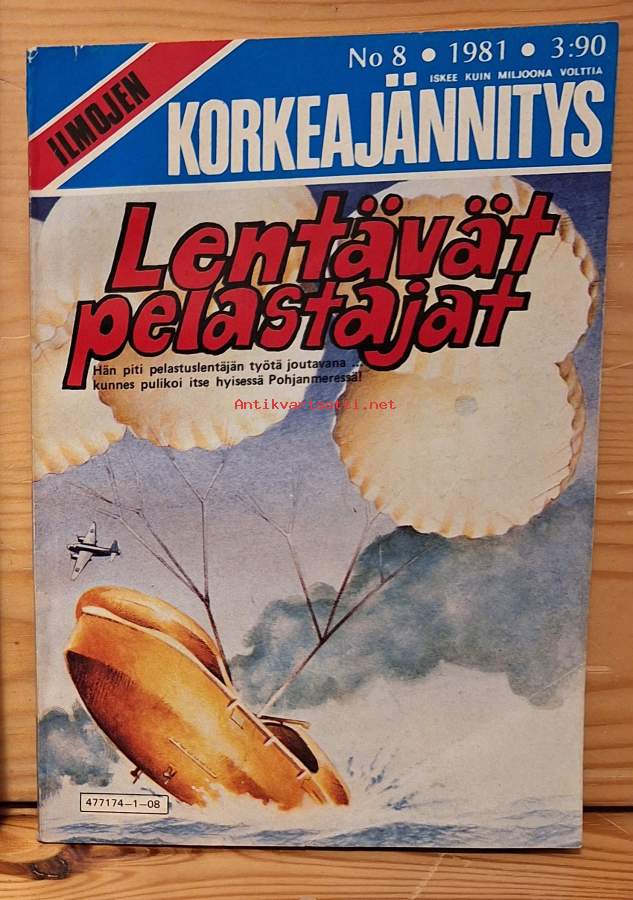 No 8 • 1981 • 3:90
ISKEE KUIN MILJOONA VOLTTIA
ILMOJEN
KORKEAJÄNNITYS
Lentävät
pelastajat
Hän piti pelastuslentäjän työtä joutavana ...
kunnes pulikoi itse hyisessä Pohjanmeressä!
Antikvariaatti.net
477174-1-08